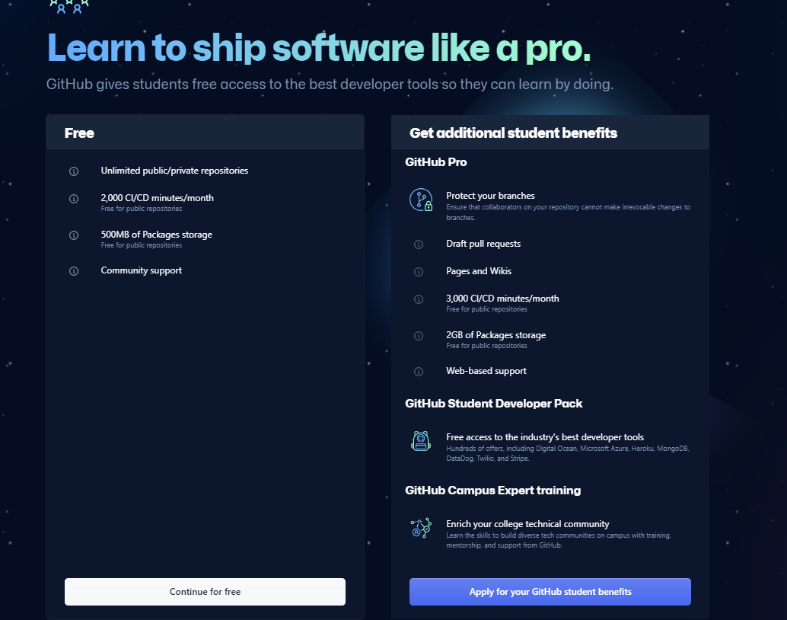 Learn to ship software like a pro.
GitHub gives students free access to the best developer tools so they can learn by doing.
Free
Unlimited public/private repositories
2,000 CI/CD minutes/month
Free for public repositories
500MB of Packages storage
Free for public repositories
Community support
Continue for free
Get additional student benefits
GitHub Pro
Protect your branches
Ensure that collaborators on your repository cannot make irrevocable changes to
branches.
Draft pull requests
Pages and Wikis
3,000 CI/CD minutes/month
Free for public repositories
2GB of Packages storage
Free for public repositories
Web-based support
GitHub Student Developer Pack
Free access to the industry's best developer tools
Hundreds of offers, including Digital Ocean, Microsoft Azure, Heroku, MongoDB,
DataDog, Twilio, and Stripe.
GitHub Campus Expert training
Enrich your college technical community
Learn the skills to build diverse tech communities on campus with training,
mentorship, and support from GitHub.
Apply for your GitHub student benefits